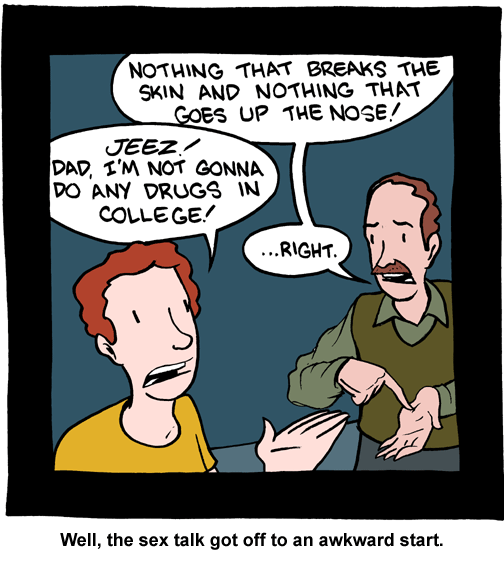 NOTHING THAT BREAKS THE
SKIN AND NOTHING THAT
GOES UP THE NOSE!
JEEZ!
DAD, I'M NOT GONNA
DO ANY DRUGS IN
COLLEGE!
...RIGHT.
Well, the sex talk got off to an awkward start.